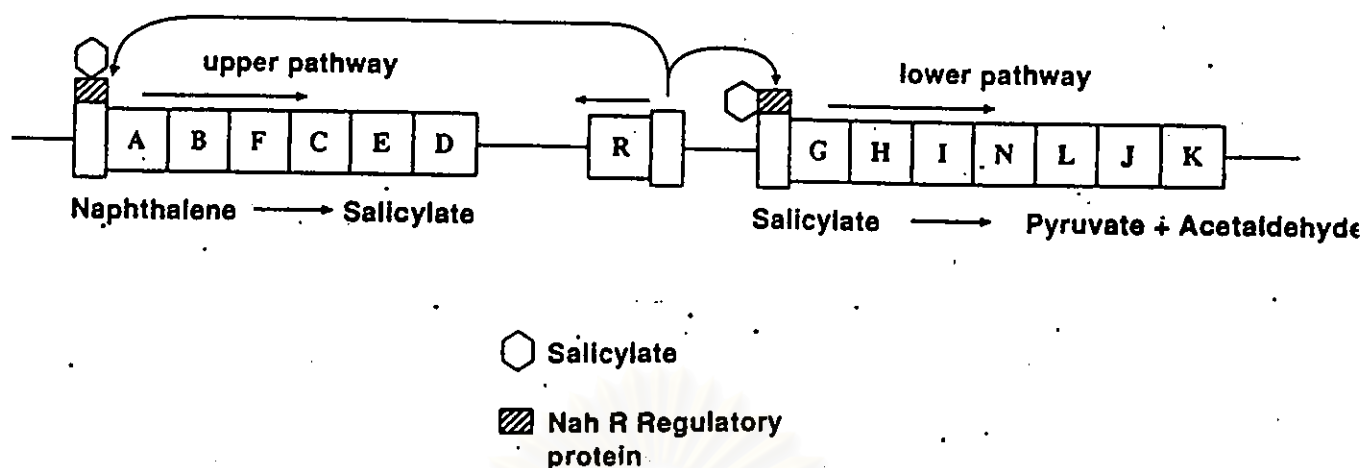 upper pathway
lower pathway
A B F C E D
R
G H I N L J K
Naphthalene → Salicylate
Salicylate → Pyruvate + Acetaldehyde
Salicylate
Nah R Regulatory
protein